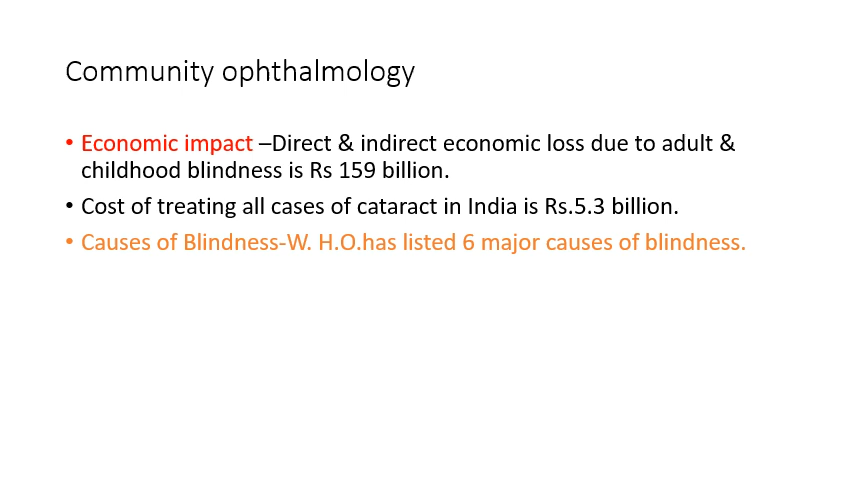 Community ophthalmology
• Economic impact –Direct & indirect economic loss due to adult &
childhood blindness is Rs 159 billion.
• Cost of treating all cases of cataract in India is Rs.5.3 billion.
• Causes of Blindness-W. H.O.has listed 6 major causes of blindness.